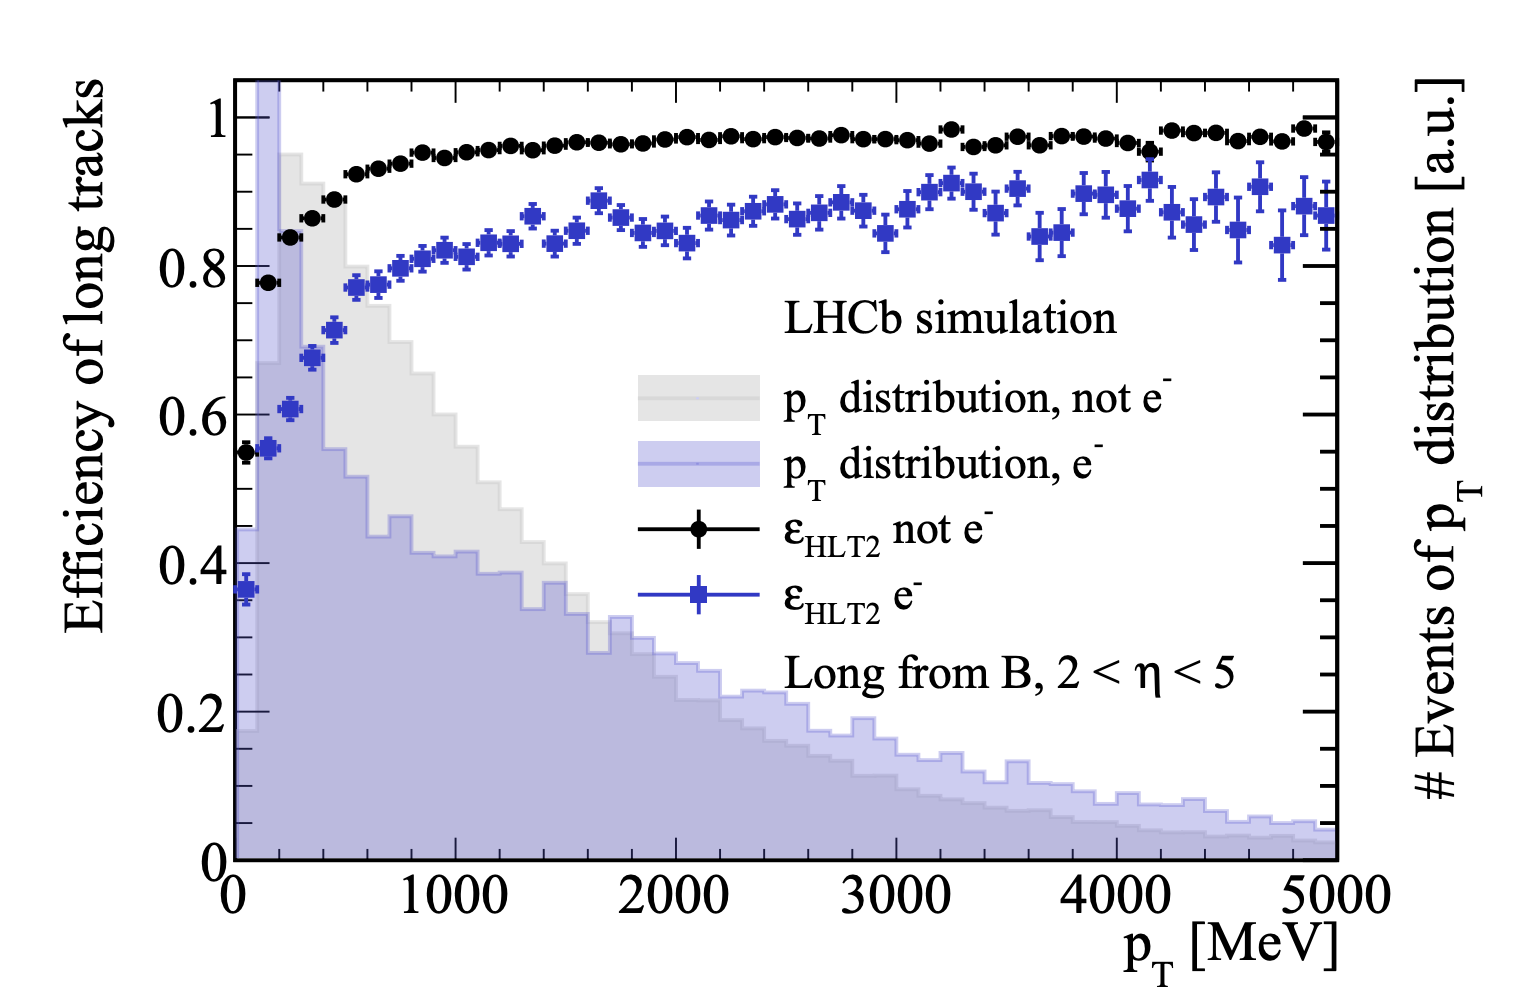 Efficiency of long tracks
1
0.8
0.6
0.4
0.2
0
LHCb simulation
p_T distribution, not e⁻
p_T distribution, e⁻
ε_HLT2 not e⁻
ε_HLT2 e⁻
Long from B, 2 < η < 5
0 1000 2000 3000 4000 5000
p_T [MeV]
# Events of p_T distribution [a.u.]